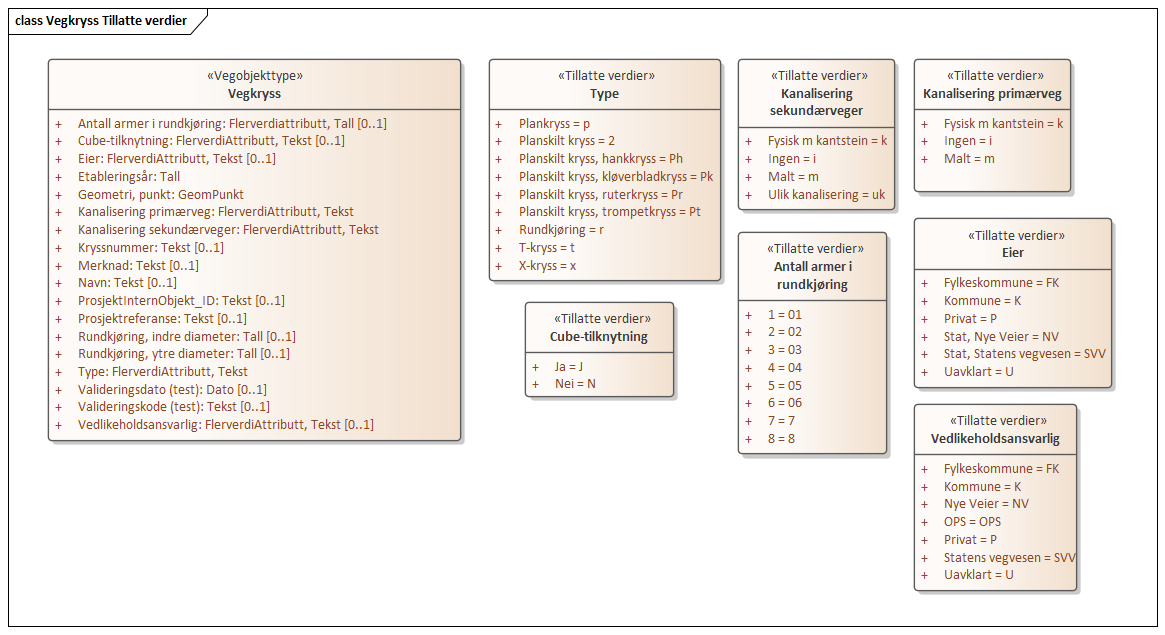 class Vegkryss Tillatte verdier
«Vegobjekttype»
Vegkryss
+ Antall armer i rundkjøring: Flerverdiattributt, Tall [0..1]
+ Cube-tilknytning: FlerverdiAttributt, Tekst [0..1]
+ Eier: FlerverdiAttributt, Tekst [0..1]
+ Etableringsår: Tall
+ Geometri, punkt: GeomPunkt
+ Kanalisering primærveg: FlerverdiAttributt, Tekst
+ Kanalisering sekundærveger: FlerverdiAttributt, Tekst
+ Kryssnummer: Tekst [0..1]
+ Merknad: Tekst [0..1]
+ Navn: Tekst [0..1]
+ ProsjektInternObjekt_ID: Tekst [0..1]
+ Prosjektreferanse: Tekst [0..1]
+ Rundkjøring, indre diameter: Tall [0..1]
+ Rundkjøring, ytre diameter: Tall [0..1]
+ Type: FlerverdiAttributt, Tekst
+ Valideringsdato (test): Dato [0..1]
+ Valideringskode (test): Tekst [0..1]
+ Vedlikeholdsansvarlig: FlerverdiAttributt, Tekst [0..1]
«Tillatte verdier»
Type
+ Plankryss = p
+ Planskilt kryss = 2
+ Planskilt kryss, hankkryss = Ph
+ Planskilt kryss, kløverbladkryss = Pk
+ Planskilt kryss, ruterkryss = Pr
+ Planskilt kryss, trompetkryss = Pt
+ Rundkjøring = r
+ T-kryss = t
+ X-kryss = x
«Tillatte verdier»
Cube-tilknytning
+ Ja = J
+ Nei = N
«Tillatte verdier»
Kanalisering
sekundærveger
+ Fysisk m kantstein = k
+ Ingen = i
+ Malt = m
+ Ulik kanalisering = uk
«Tillatte verdier»
Antall armer i
rundkjøring
+ 1 = 01
+ 2 = 02
+ 3 = 03
+ 4 = 04
+ 5 = 05
+ 6 = 06
+ 7 = 7
+ 8 = 8
«Tillatte verdier»
Kanalisering primærveg
+ Fysisk m kantstein = k
+ Ingen = i
+ Malt = m
«Tillatte verdier»
Eier
+ Fylkeskommune = FK
+ Kommune = K
+ Privat = P
+ Stat, Nye Veier = NV
+ Stat, Statens vegvesen = SVV
+ Uavklart = U
«Tillatte verdier»
Vedlikeholdsansvarlig
+ Fylkeskommune = FK
+ Kommune = K
+ Nye Veier = NV
+ OPS = OPS
+ Privat = P
+ Statens vegvesen = SVV
+ Uavklart = U